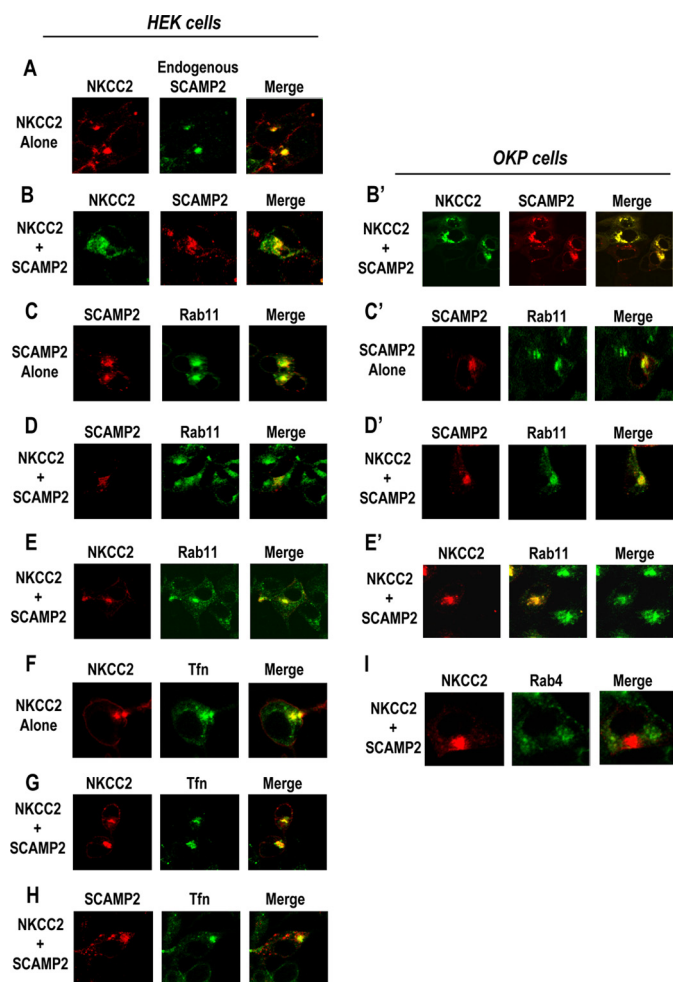 HEK cells
A
NKCC2
Endogenous
SCAMP2
Merge
NKCC2
Alone
B
NKCC2
SCAMP2
Merge
NKCC2
+
SCAMP2
C
SCAMP2
Rab11
Merge
SCAMP2
Alone
D
SCAMP2
Rab11
Merge
NKCC2
+
SCAMP2
E
NKCC2
Rab11
Merge
NKCC2
+
SCAMP2
F
NKCC2
Tfn
Merge
NKCC2
Alone
G
NKCC2
Tfn
Merge
NKCC2
+
SCAMP2
H
SCAMP2
Tfn
Merge
NKCC2
+
SCAMP2
OKP cells
B'
NKCC2
SCAMP2
Merge
NKCC2
+
SCAMP2
C'
SCAMP2
Rab11
Merge
SCAMP2
Alone
D'
SCAMP2
Rab11
Merge
NKCC2
+
SCAMP2
E'
NKCC2
Rab11
Merge
NKCC2
+
SCAMP2
I
NKCC2
Rab4
Merge
NKCC2
+
SCAMP2